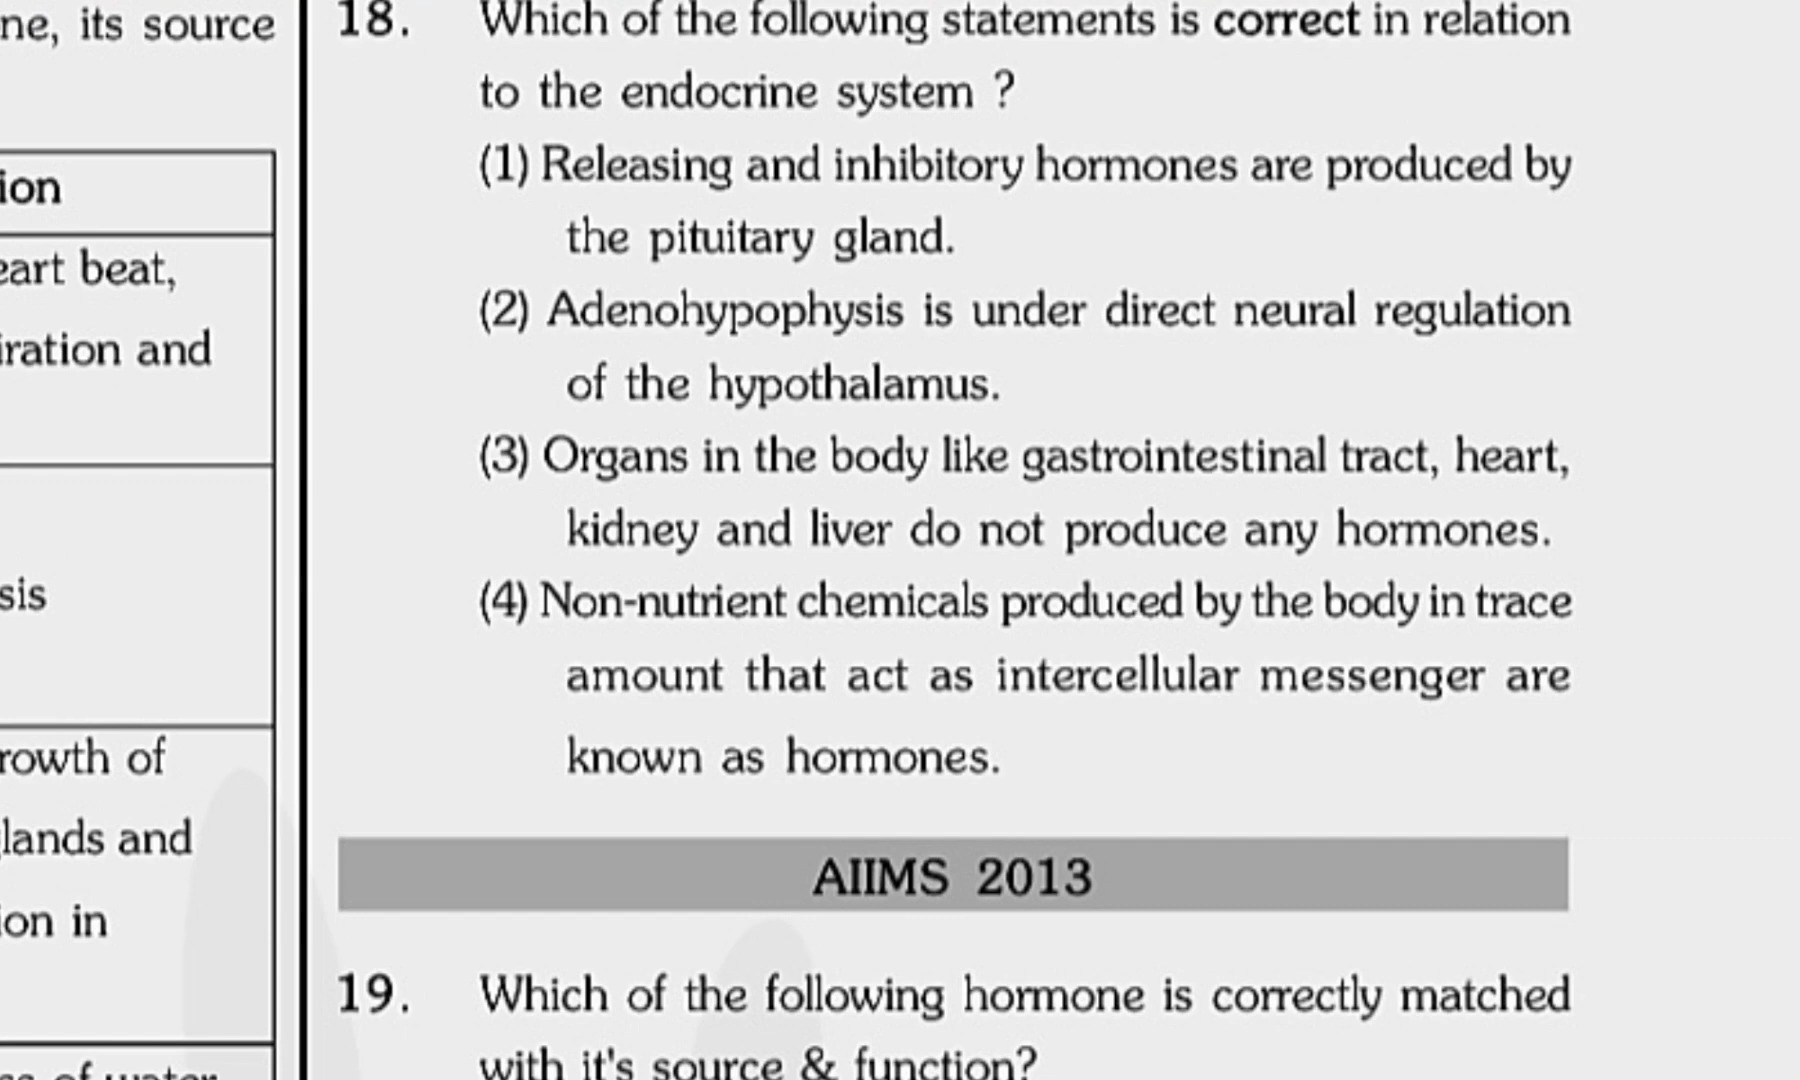 ne, its source
ion
eart beat,
iration and
sis
rowth of
lands and
ion in
18. Which of the following statements is correct in relation
to the endocrine system ?
(1) Releasing and inhibitory hormones are produced by
the pituitary gland.
(2) Adenohypophysis is under direct neural regulation
of the hypothalamus.
(3) Organs in the body like gastrointestinal tract, heart,
kidney and liver do not produce any hormones.
(4) Non-nutrient chemicals produced by the body in trace
amount that act as intercellular messenger are
known as hormones.
AIIMS 2013
19. Which of the following hormone is correctly matched
with it's source & function?